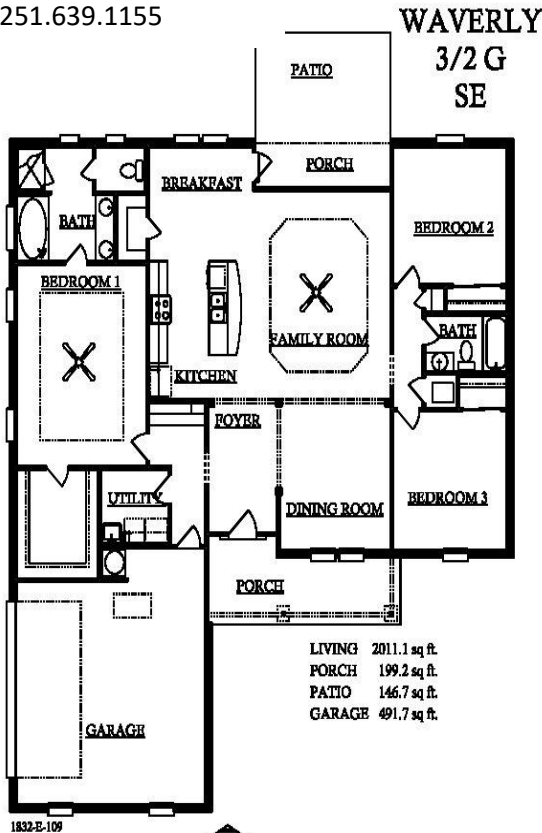 251.639.1155
WAVERLY
3/2 G
SE
PATIO
PORCH
BREAKFAST
BATH
BEDROOM 2
BEDROOM 1
FAMILY ROOM
BATH
KITCHEN
FOYER
UTILITY
DINING ROOM
BEDROOM 3
PORCH
LIVING 2011.1 sq ft.
PORCH 199.2 sq ft.
PATIO 146.7 sq ft.
GARAGE 491.7 sq ft.
GARAGE
1832-E-109